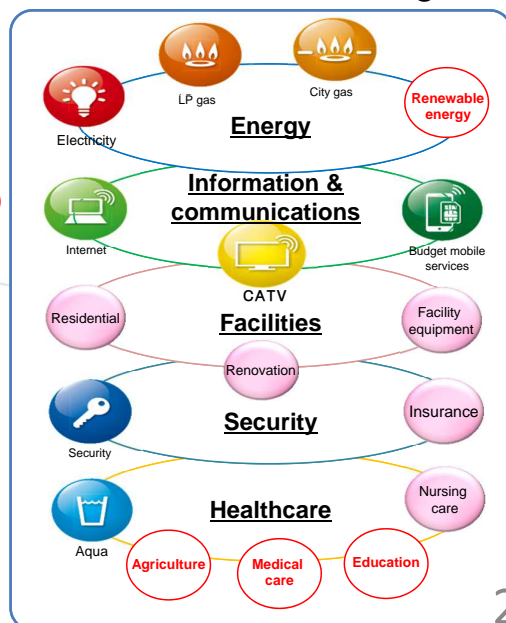 LP gas
City gas
Renewable
energy
Electricity
Energy
Information &
communications
Internet
Budget mobile
services
CATV
Residential
Facilities
Facility
equipment
Renovation
Security
Insurance
Security
Nursing
care
Healthcare
Aqua
Agriculture
Medical
care
Education